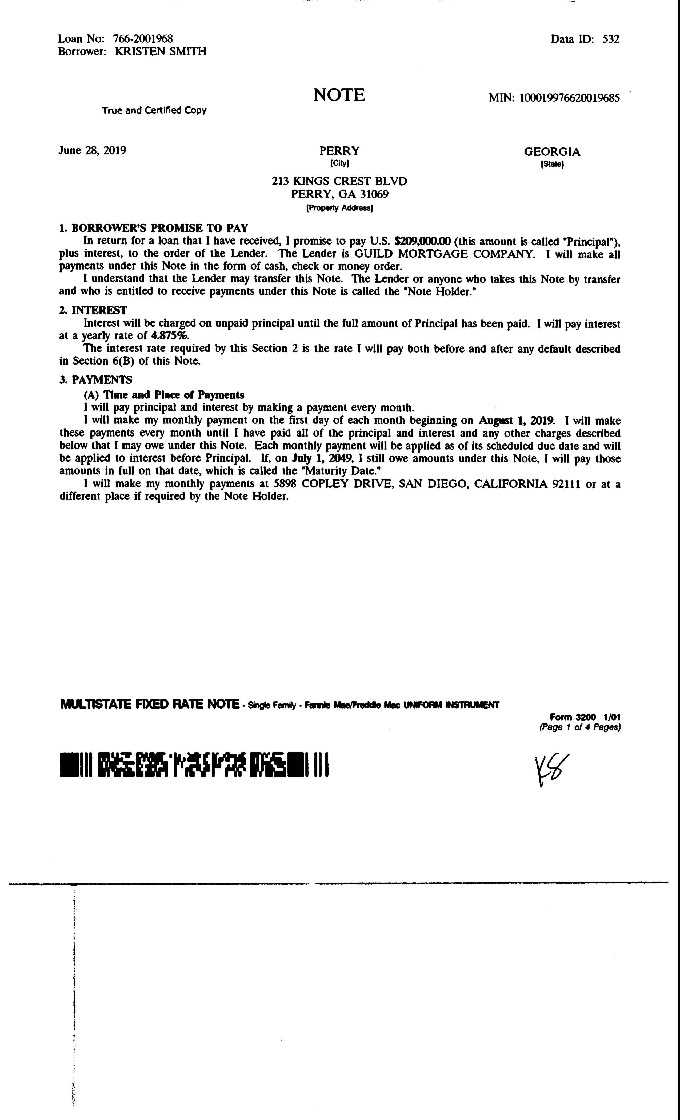 Loan No: 766-2001968
Data ID: 532
Borrower: KRISTEN SMITH
NOTE
MIN: 100019976620019685
True and Certified Copy
June 28, 2019
PERRY
GEORGIA
[City]
[State]
213 KINGS CREST BLVD
PERRY, GA 31069
[Property Address]
1. BORROWER'S PROMISE TO PAY
In return for a loan that I have received, I promise to pay U.S. $209,000.00 (this amount is called "Principal"),
plus interest, to the order of the Lender. The Lender is GUILD MORTGAGE COMPANY. I will make all
payments under this Note in the form of cash, check or money order.
I understand that the Lender may transfer this Note. The Lender or anyone who takes this Note by transfer
and who is entitled to receive payments under this Note is called the "Note Holder."
2. INTEREST
Interest will be charged on unpaid principal until the full amount of Principal has been paid. I will pay interest
at a yearly rate of 4.875%.
The interest rate required by this Section 2 is the rate I will pay both before and after any default described
in Section 6(B) of this Note.
3. PAYMENTS
(A) Time and Place of Payments
I will pay principal and interest by making a payment every month.
I will make my monthly payment on the first day of each month beginning on August 1, 2019. I will make
these payments every month until I have paid all of the principal and interest and any other charges described
below that I may owe under this Note. Each monthly payment will be applied as of its scheduled due date and will
be applied to interest before Principal. If, on July 1, 2049, I still owe amounts under this Note, I will pay those
amounts in full on that date, which is called the "Maturity Date."
I will make my monthly payments at 5898 COPLEY DRIVE, SAN DIEGO, CALIFORNIA 92111 or at a
different place if required by the Note Holder.
MULTISTATE FIXED RATE NOTE - Single Family - Fannie Mae/Freddie Mac UNIFORM INSTRUMENT
Form 3200 1/01
(Page 1 of 4 Pages)